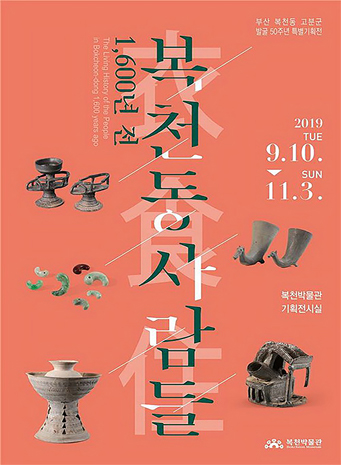 부산 복천동 고분군
발굴 50주년 특별기획전
1,600년 전
The Living History of the People
in Bokcheon-dong 1,600 years ago
복천동 사람들
衣食住
2019
TUE
9.10.
SUN
11.3.
복천박물관
기획전시실
복천박물관